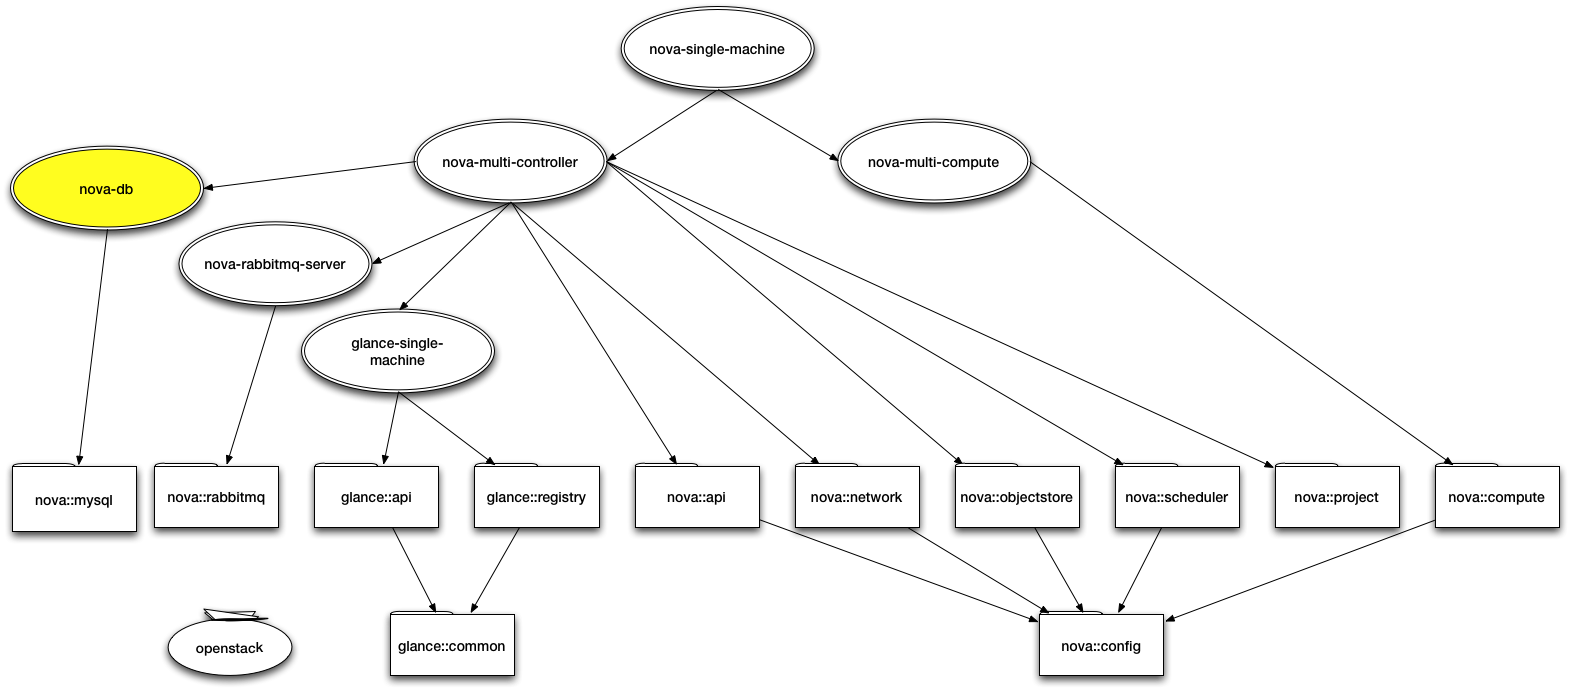 nova-single-machine
nova-multi-controller
nova-multi-compute
nova-db
nova-rabbitmq-server
glance-single-
machine
nova::mysql
nova::rabbitmq
glance::api
glance::registry
nova::api
nova::network
nova::objectstore
nova::scheduler
nova::project
nova::compute
openstack
glance::common
nova::config